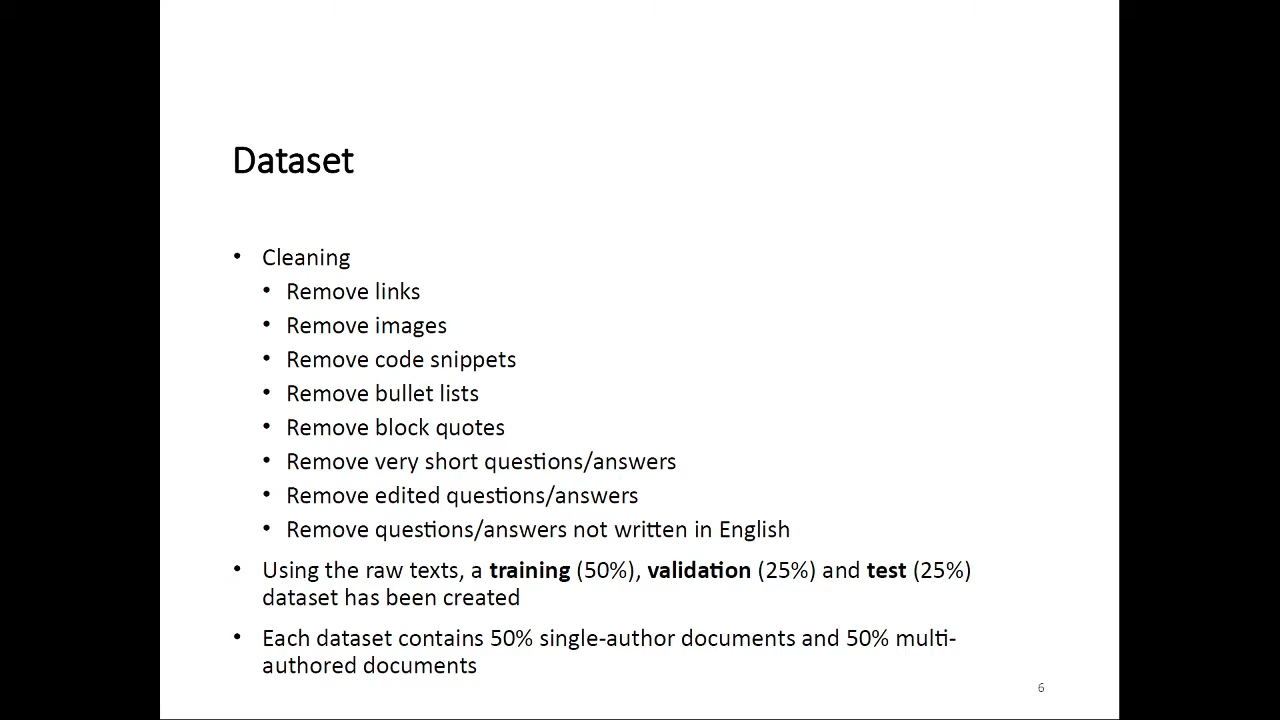 Dataset
• Cleaning
• Remove links
• Remove images
• Remove code snippets
• Remove bullet lists
• Remove block quotes
• Remove very short questions/answers
• Remove edited questions/answers
• Remove questions/answers not written in English
• Using the raw texts, a training (50%), validation (25%) and test (25%)
dataset has been created
• Each dataset contains 50% single-author documents and 50% multi-
authored documents
6